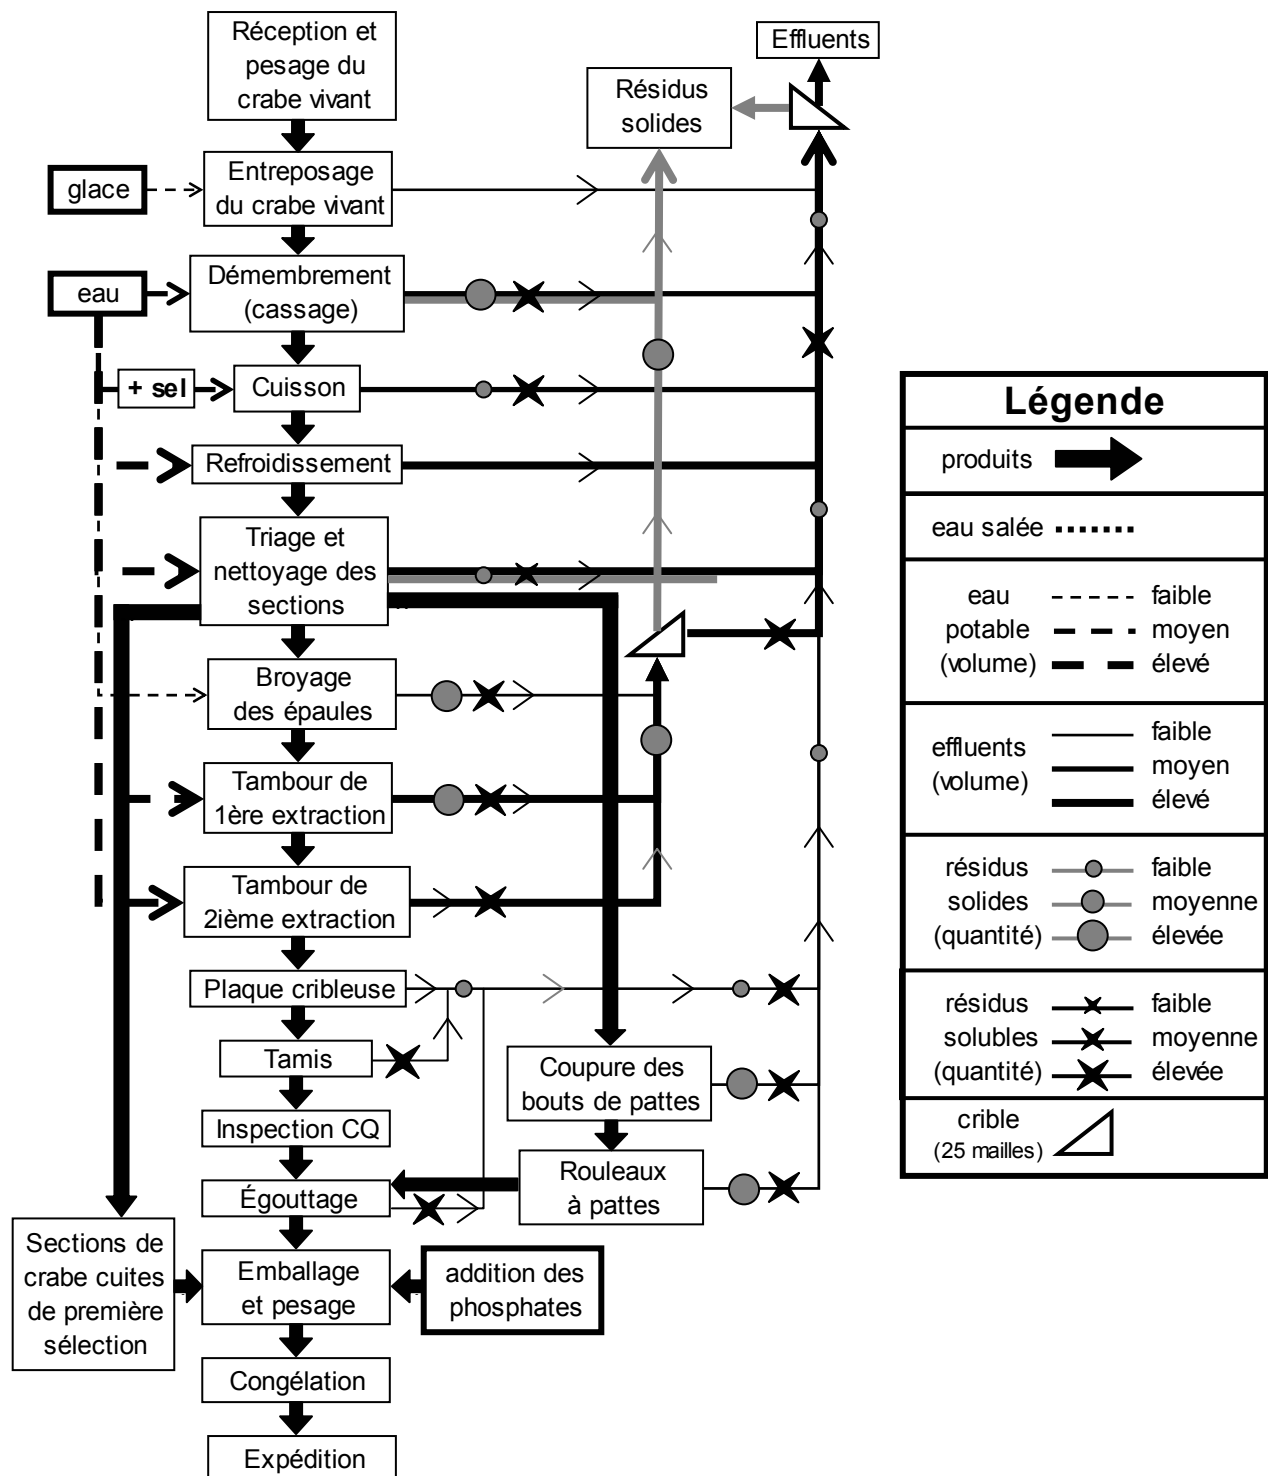 Réception et
pesage du
crabe vivant
Effluents
Résidus
solides
glace
Entreposage
du crabe vivant
eau
Démembrement
(cassage)
+ sel
Cuisson
Refroidissement
Triage et
nettoyage des
sections
Broyage
des épaules
Tambour de
1ère extraction
Tambour de
2ième extraction
Plaque cribleuse
Tamis
Coupure des
bouts de pattes
Inspection CQ
Rouleaux
à pattes
Égouttage
Sections de
crabe cuites
de première
sélection
Emballage
et pesage
addition des
phosphates
Congélation
Expédition
Légende
produits
eau salée
eau
potable
(volume)
faible
moyen
élevé
effluents
(volume)
faible
moyen
élevé
résidus
solides
(quantité)
faible
moyenne
élevée
résidus
solubles
(quantité)
faible
moyenne
élevée
crible
(25 mailles)